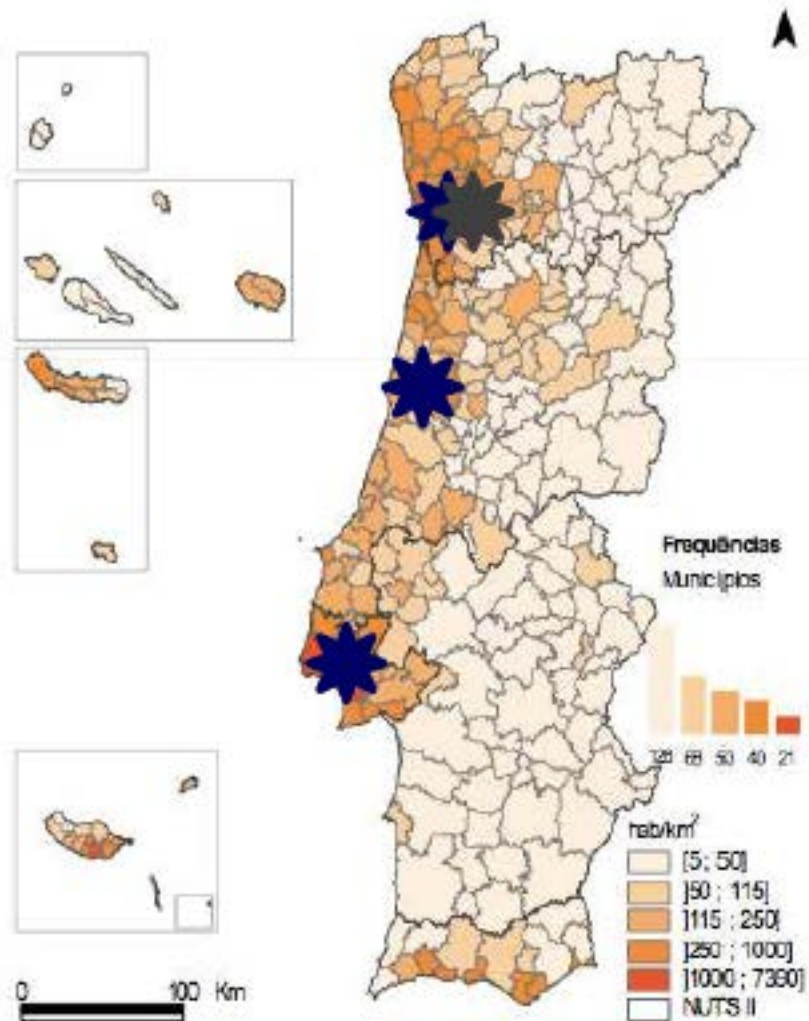 Frequências
Municípios
128 68 50 40 21
hab/km²
[5 ; 50]
]50 ; 115]
]115 ; 250]
]250 ; 1000]
]1000 ; 7390]
NUTS II
0 100 Km